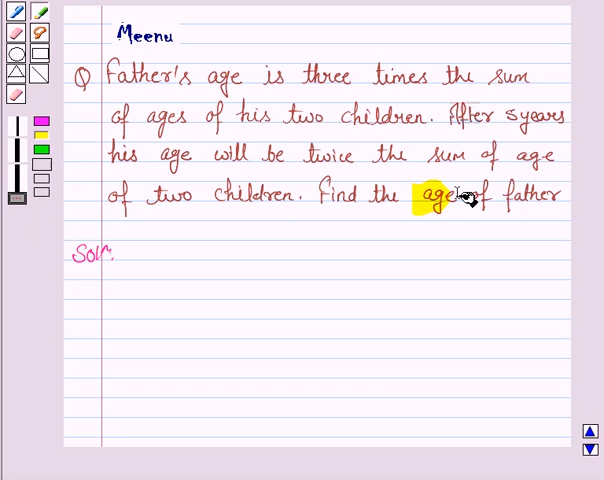 Meenu
Q Father's age is three times the sum
of ages of his two children. After 5 years
his age will be twice the sum of age
of two children. Find the age of father
Soln: